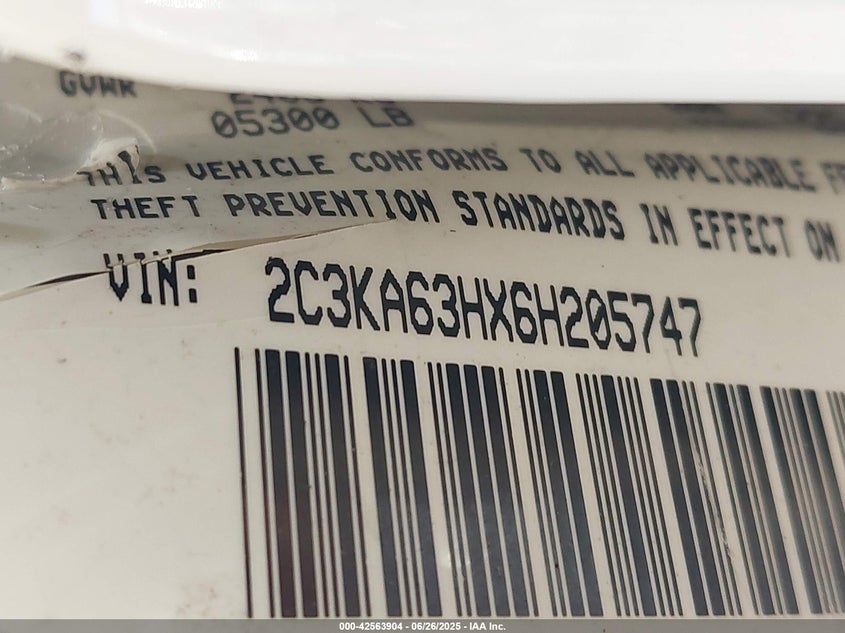 GVWR
05300 LB
THIS VEHICLE CONFORMS TO ALL APPLICABLE
THEFT PREVENTION STANDARDS IN EFFECT ON
VIN: 2C3KA63HX6H205747
000-42563904 - 06/26/2025 - IAA Inc.